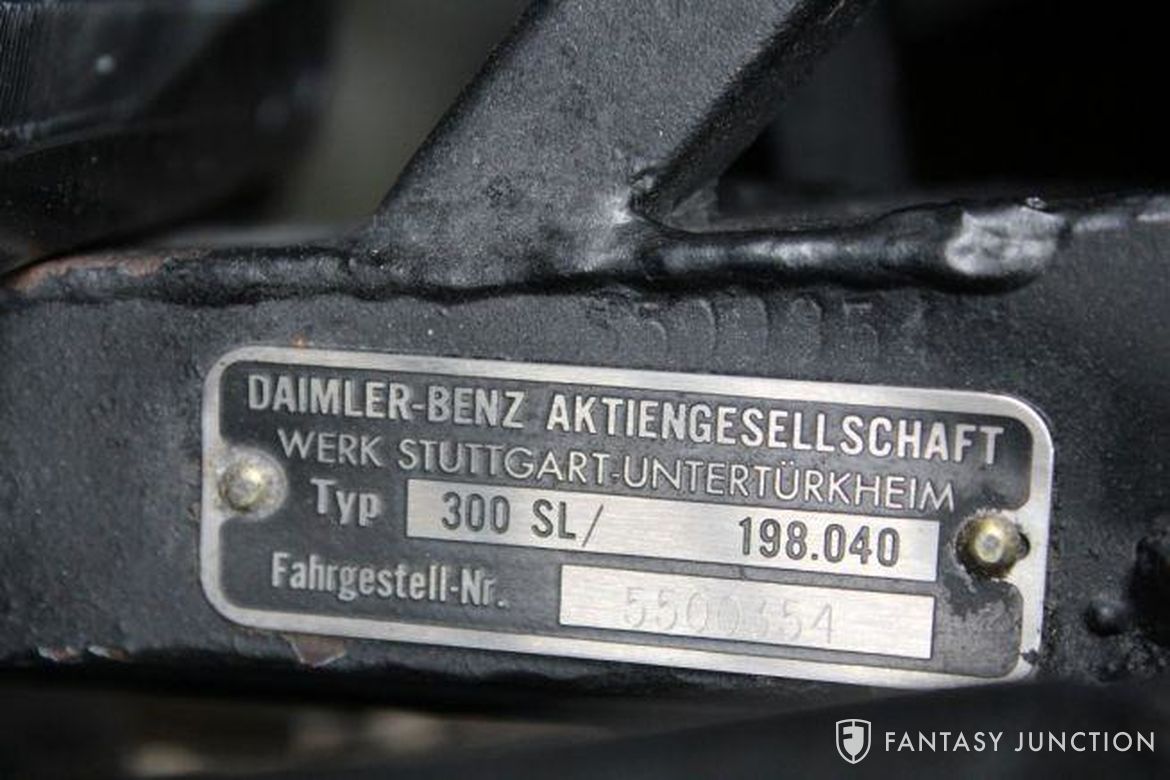 DAIMLER-BENZ AKTIENGESELLSCHAFT
WERK STUTTGART-UNTERTÜRKHEIM
Typ 300 SL/ 198.040
Fahrgestell-Nr. 5500354
FANTASY JUNCTION